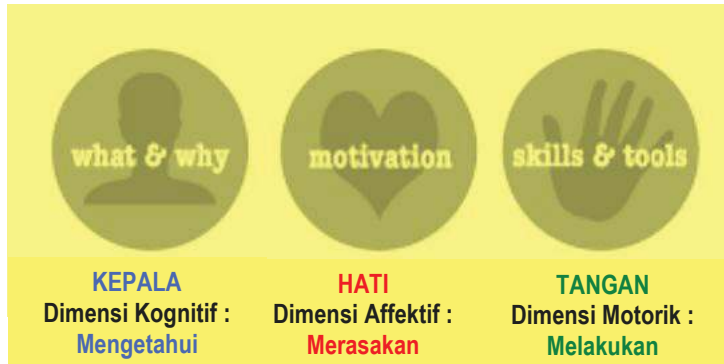 what & why
motivation
skills & tools
KEPALA
Dimensi Kognitif :
Mengetahui
HATI
Dimensi Affektif :
Merasakan
TANGAN
Dimensi Motorik :
Melakukan